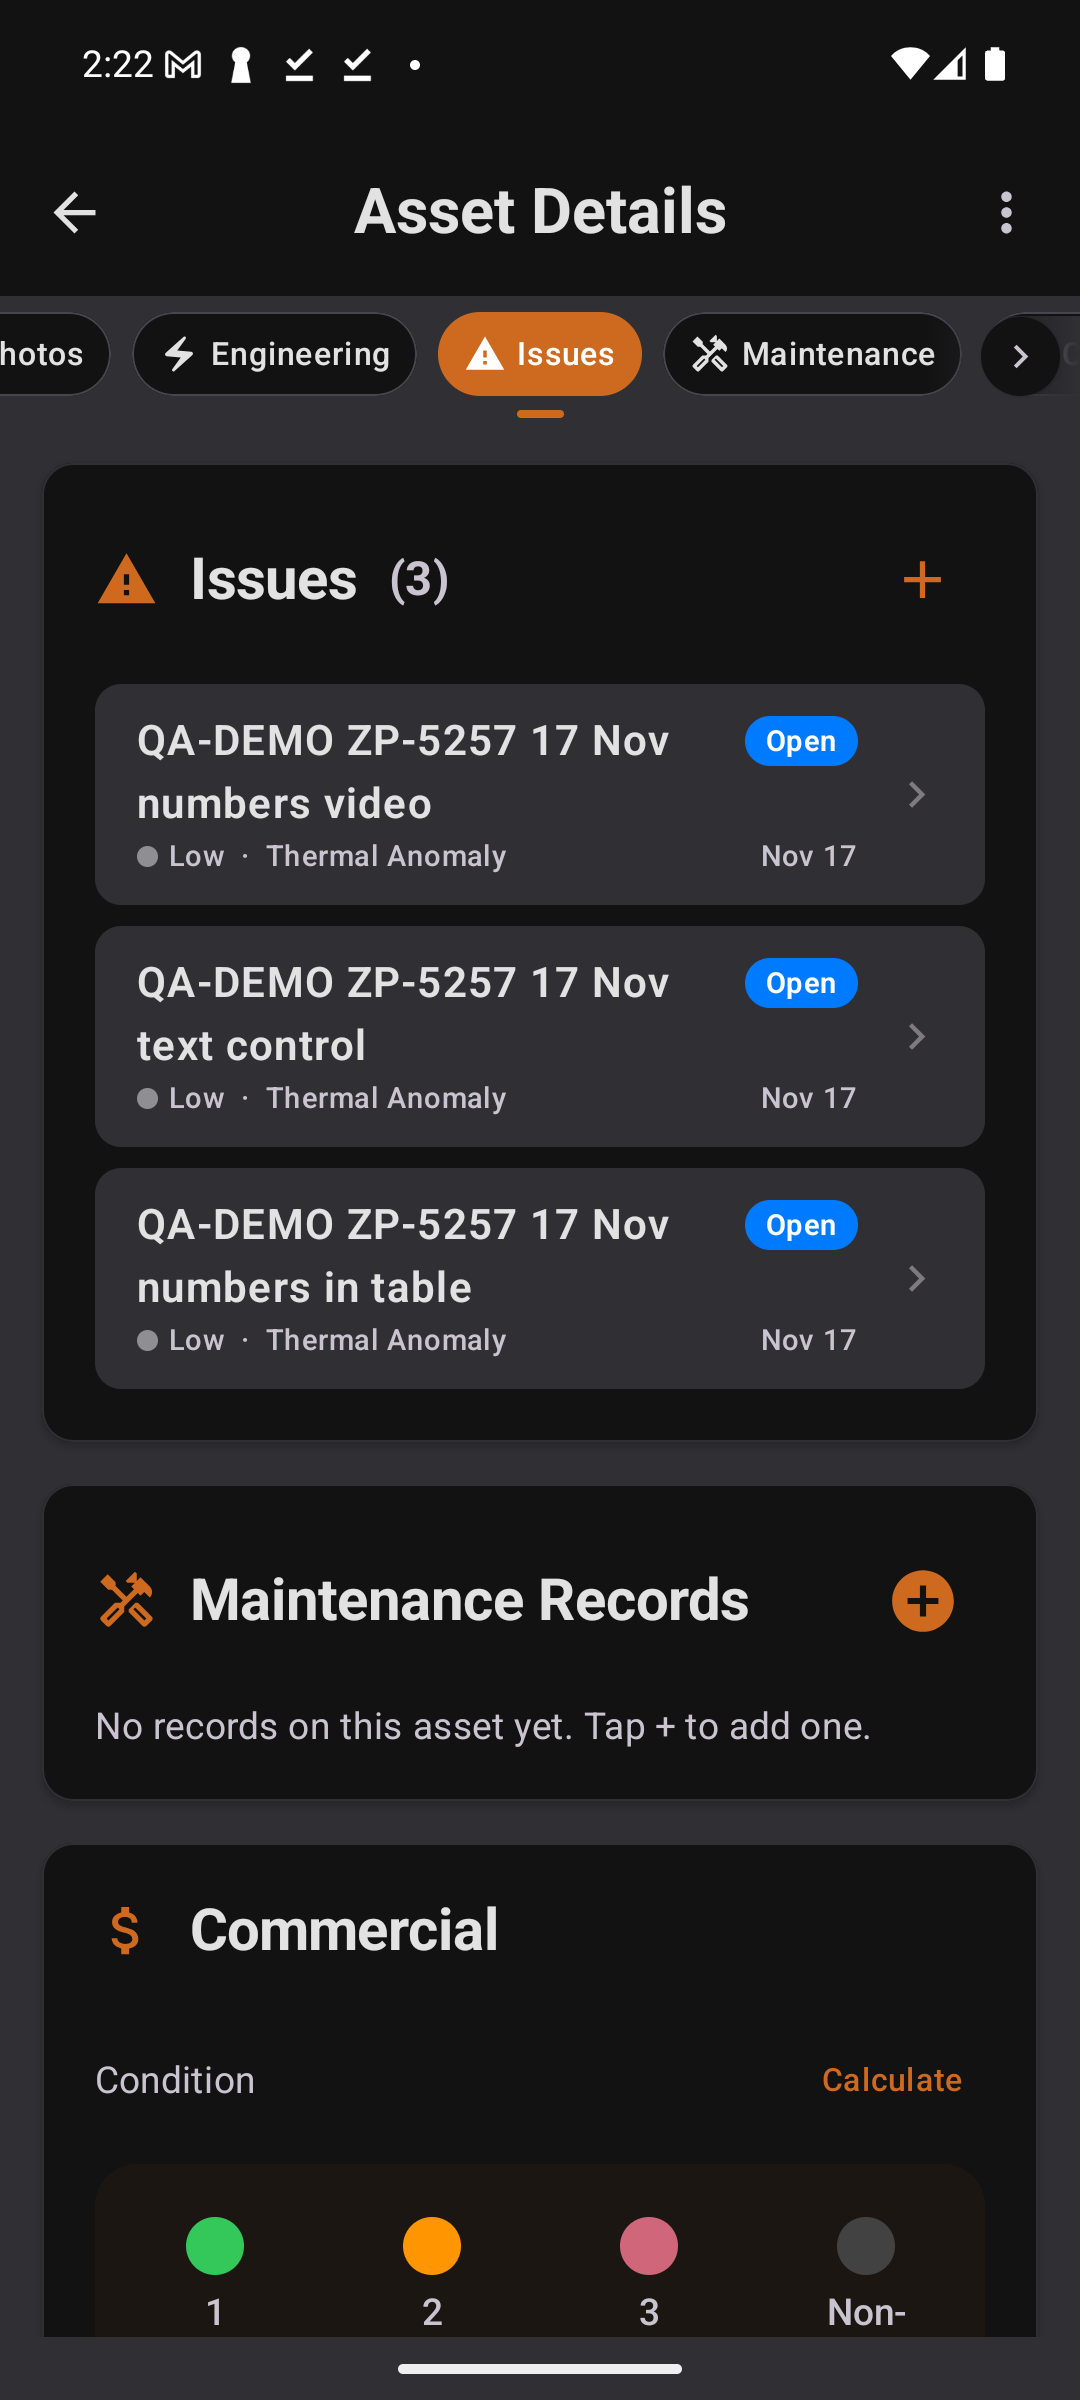 2:22
Asset Details
hotos
Engineering
Issues
Maintenance
Issues (3)
QA-DEMO ZP-5257 17 Nov
numbers video
Open
Low · Thermal Anomaly
Nov 17
QA-DEMO ZP-5257 17 Nov
text control
Open
Low · Thermal Anomaly
Nov 17
QA-DEMO ZP-5257 17 Nov
numbers in table
Open
Low · Thermal Anomaly
Nov 17
Maintenance Records
No records on this asset yet. Tap + to add one.
Commercial
Condition
Calculate
1
2
3
Non-